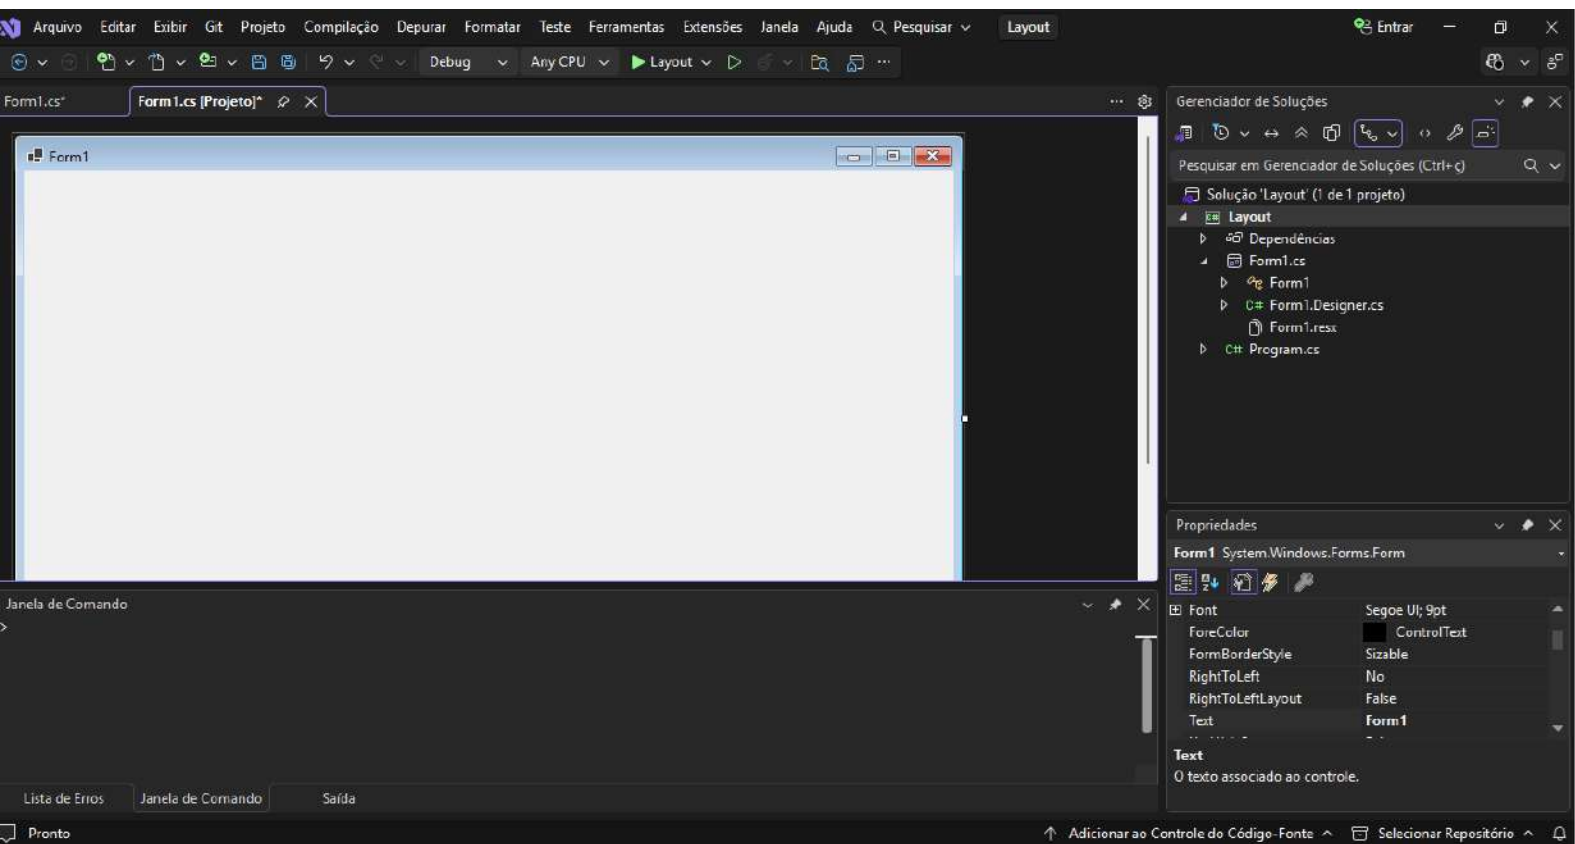 Arquivo Editar Exibir Git Projeto Compilação Depurar Formatar Teste Ferramentas Extensões Janela Ajuda Pesquisar Layout Entrar
Debug Any CPU Layout
Form1.cs* Form1.cs [Projeto]*
Form1
Gerenciador de Soluções
Pesquisar em Gerenciador de Soluções (Ctrl+ç)
Solução 'Layout' (1 de 1 projeto)
C# Layout
Dependências
Form1.cs
Form1
C# Form1.Designer.cs
Form1.resx
C# Program.cs
Propriedades
Form1 System.Windows.Forms.Form
Font Segoe UI; 9pt
ForeColor ControlText
FormBorderStyle Sizable
RightToLeft No
RightToLeftLayout False
Text Form1
Text
O texto associado ao controle.
Janela de Comando
>
Lista de Erros Janela de Comando Saída
Pronto Adicionar ao Controle do Código-Fonte Selecionar Repositório